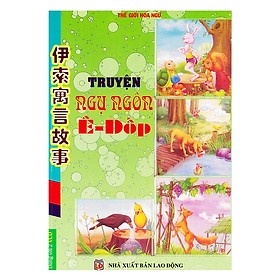 THẾ GIỚI HOA NGỮ
伊索寓言故事
TRUYỆN
NGỤ NGÔN
Ê-DỐP
NHÀ XUẤT BẢN LAO ĐỘNG